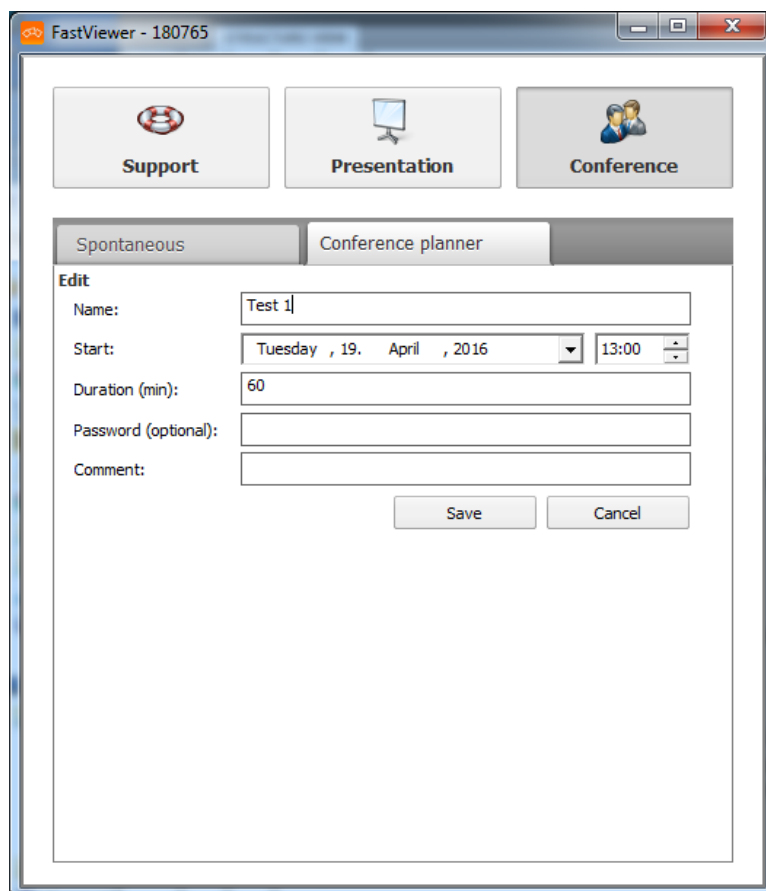 FastViewer - 180765
Support Presentation Conference
Spontaneous Conference planner
Edit
Name: Test 1
Start: Tuesday , 19. April , 2016 13:00
Duration (min): 60
Password (optional):
Comment:
Save Cancel